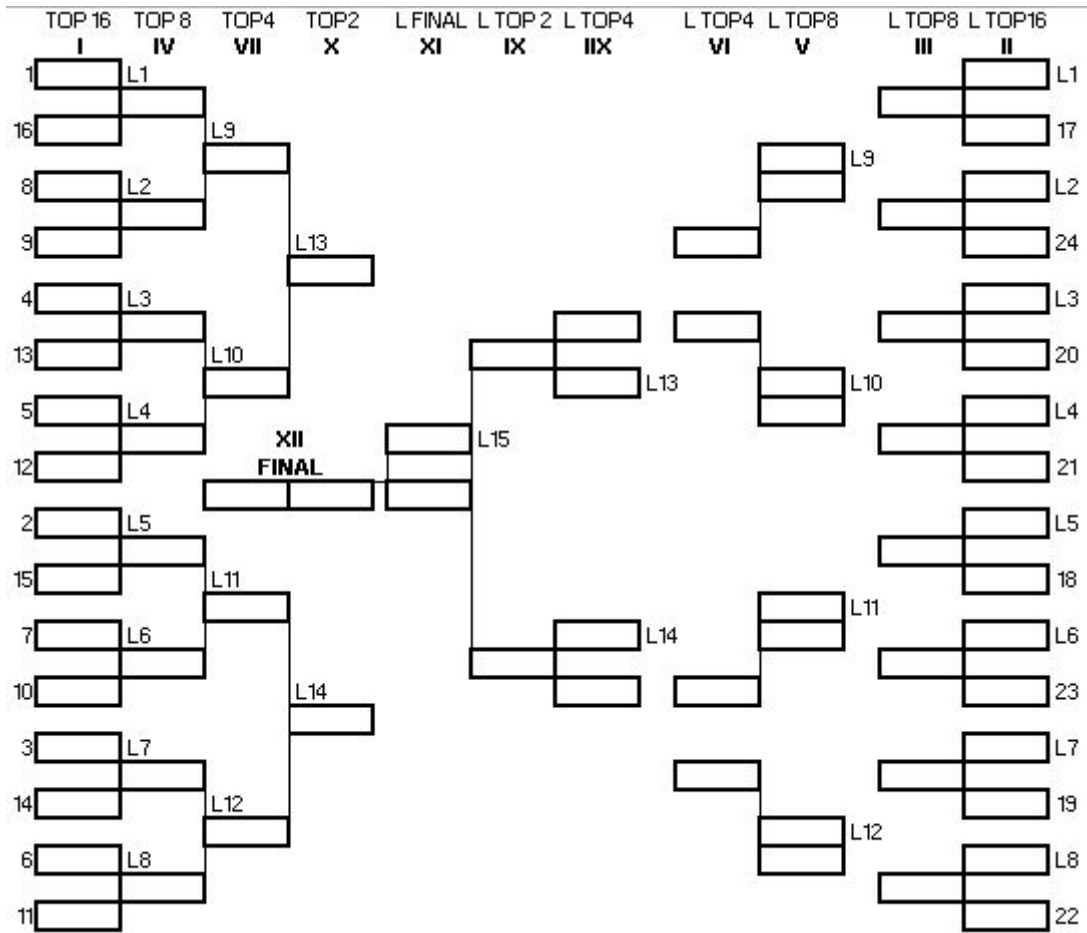 TOP 16 TOP 8 TOP4 TOP2 L FINAL L TOP 2 L TOP4 L TOP4 L TOP8 L TOP8 L TOP16
I IV VII X XI IX IIX VI V III II
1 L1 L1
16 L9 17
L9
8 L2 L2
9 L13 24
4 L3 L3
13 L10 20
L13 L10
5 L4 L4
XII L15
12 FINAL 21
2 L5 L5
15 L11 18
L11
7 L6 L14 L6
10 L14 23
3 L7 L7
14 L12 19
L12
6 L8 L8
11 22